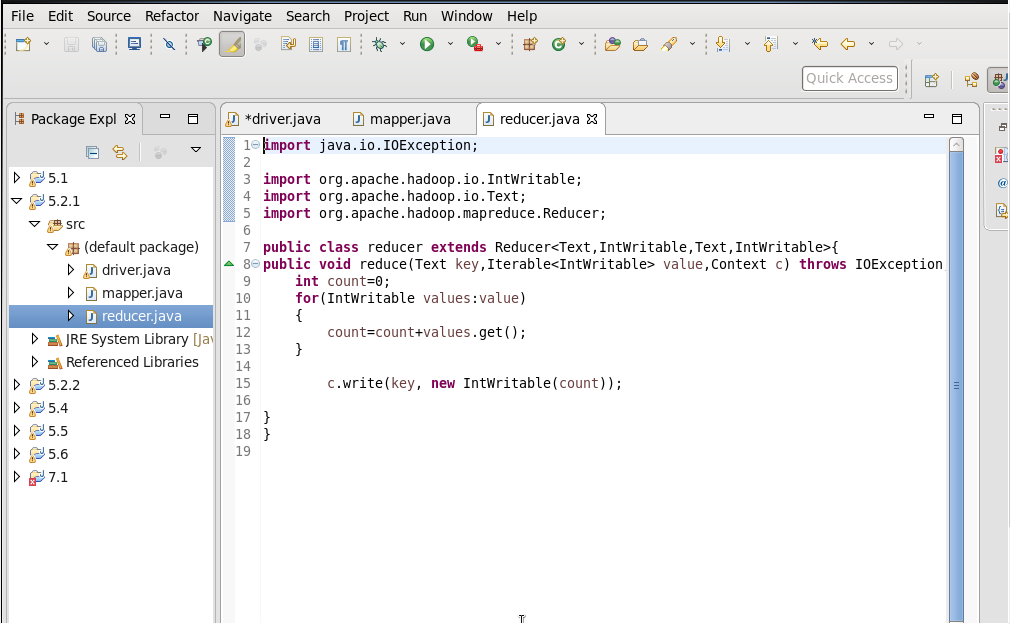 File Edit Source Refactor Navigate Search Project Run Window Help
Quick Access
Package Expl
*driver.java mapper.java reducer.java
5.1
5.2.1
src
(default package)
driver.java
mapper.java
reducer.java
JRE System Library [Jav
Referenced Libraries
5.2.2
5.4
5.5
5.6
7.1
1 import java.io.IOException;
2
3 import org.apache.hadoop.io.IntWritable;
4 import org.apache.hadoop.io.Text;
5 import org.apache.hadoop.mapreduce.Reducer;
6
7 public class reducer extends Reducer<Text,IntWritable,Text,IntWritable>{
8 public void reduce(Text key,Iterable<IntWritable> value,Context c) throws IOException,
9 int count=0;
10 for(IntWritable values:value)
11 {
12 count=count+values.get();
13 }
14
15 c.write(key, new IntWritable(count));
16
17 }
18 }
19